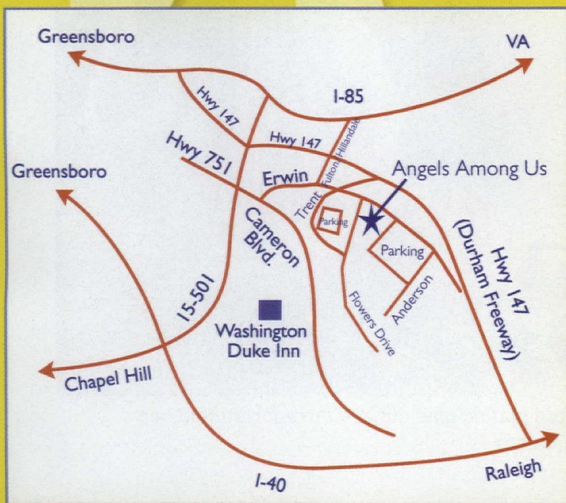 Greensboro
VA
I-85
Hwy 147
Hwy 147
Fulton
Hillandale
Hwy 751
Greensboro
Erwin
Angels Among Us
Trent
Parking
Cameron
Blvd.
Parking
Hwy 147
(Durham Freeway)
15-501
Flowers Drive
Anderson
Washington
Duke Inn
Chapel Hill
I-40
Raleigh